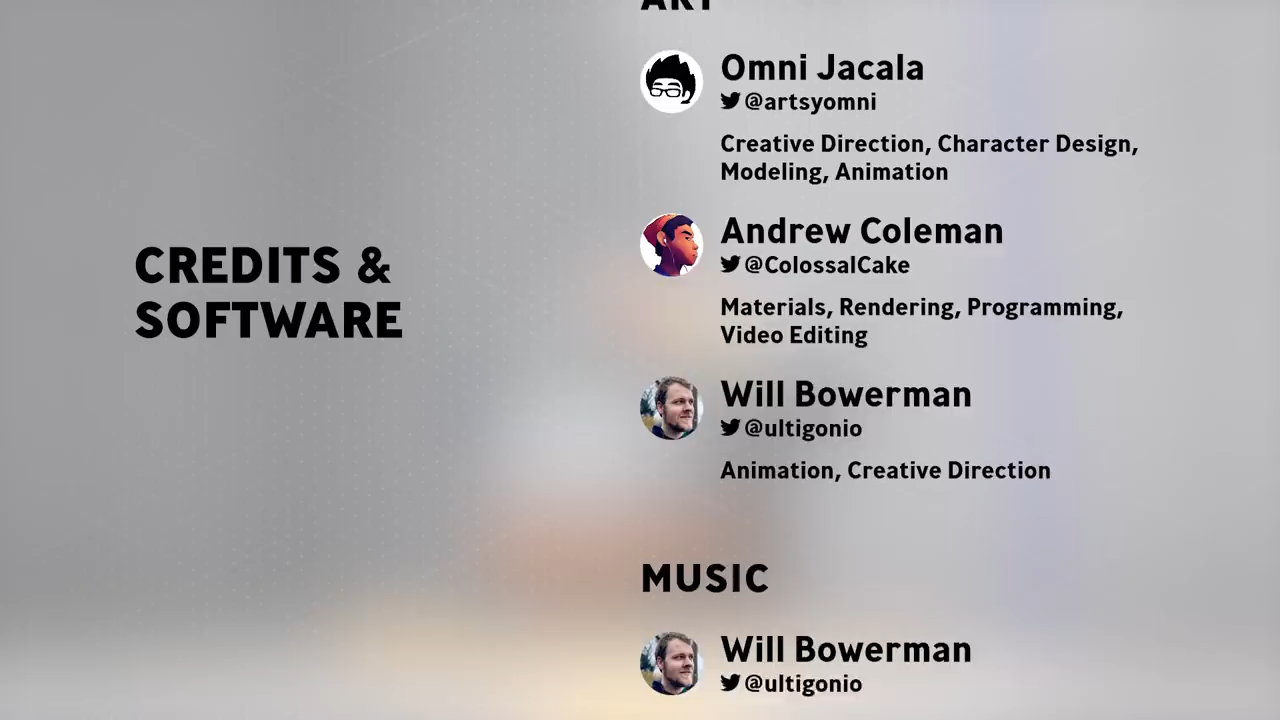 CREDITS &
SOFTWARE
ART
Omni Jacala
@artsyomni
Creative Direction, Character Design,
Modeling, Animation
Andrew Coleman
@ColossalCake
Materials, Rendering, Programming,
Video Editing
Will Bowerman
@ultigonio
Animation, Creative Direction
MUSIC
Will Bowerman
@ultigonio